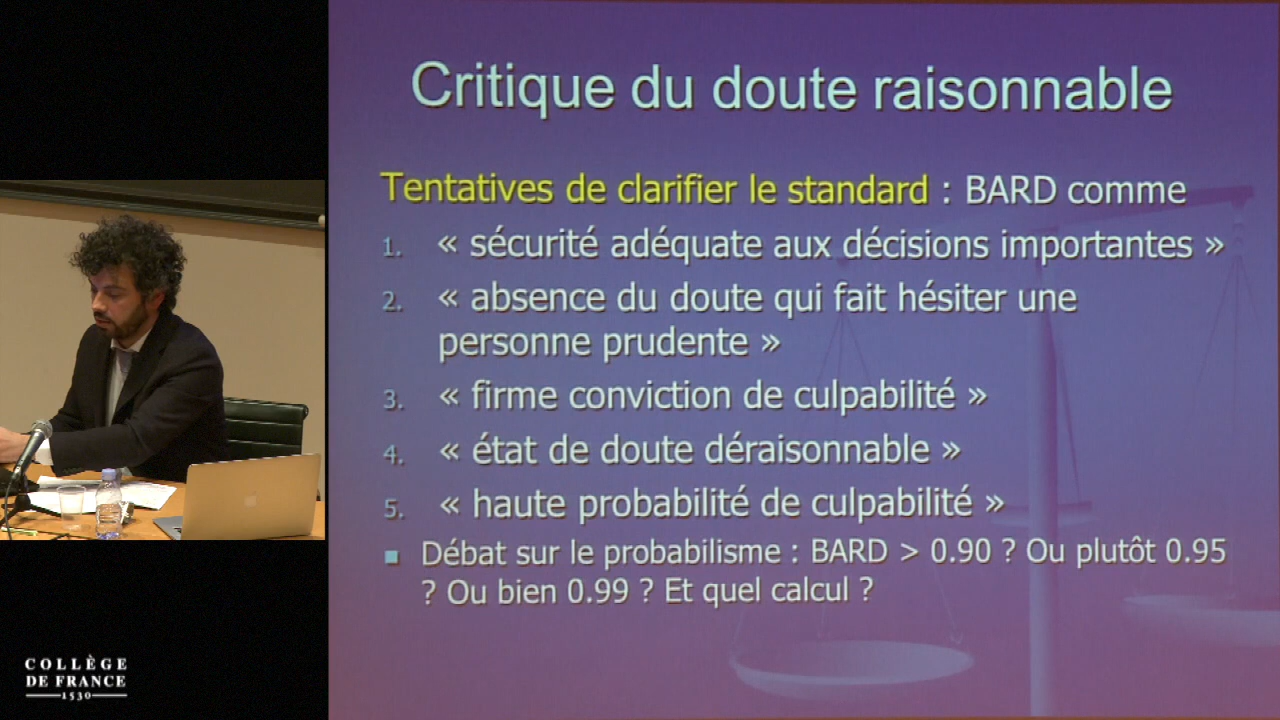 Critique du doute raisonnable
Tentatives de clarifier le standard : BARD comme
1. « sécurité adéquate aux décisions importantes »
2. « absence du doute qui fait hésiter une
personne prudente »
3. « firme conviction de culpabilité »
4. « état de doute déraisonnable »
5. « haute probabilité de culpabilité »
▪ Débat sur le probabilisme : BARD > 0.90 ? Ou plutôt 0.95
? Ou bien 0.99 ? Et quel calcul ?
COLLÈGE
DE FRANCE
1530